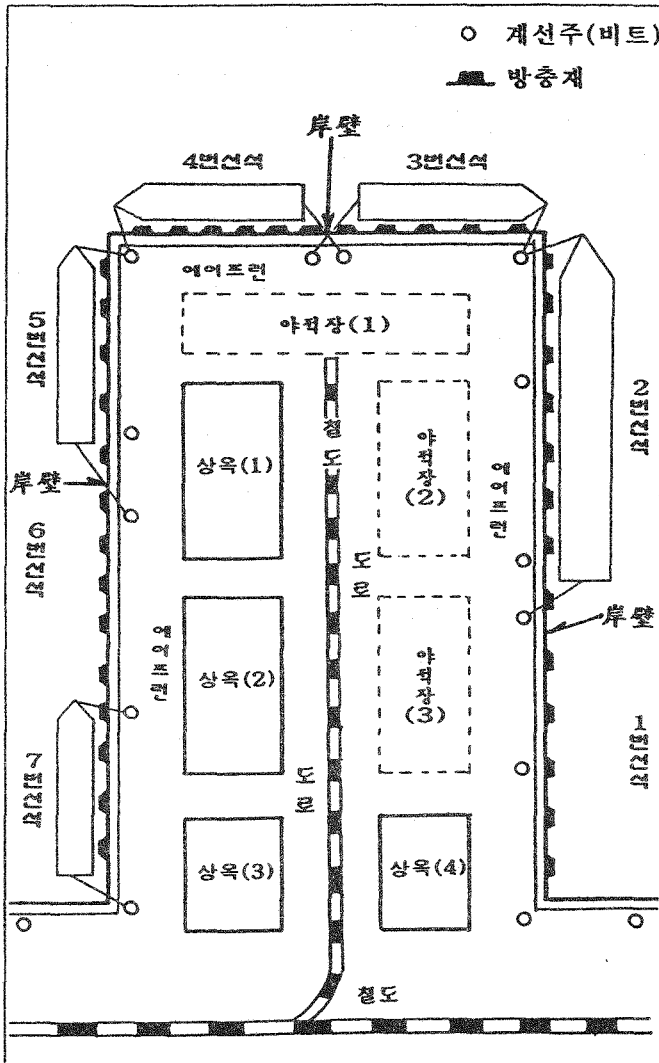 계선주(비트)
방충재
岸壁
4번선석
3번선석
에이프런
야적장(1)
5번선석
2번선석
철도
상옥(1)
야적장
(2)
에이프런
岸壁
6번선석
도로
岸壁
에이프런
상옥(2)
야적장
(3)
1번선석
7번선석
도로
상옥(3)
상옥(4)
철도